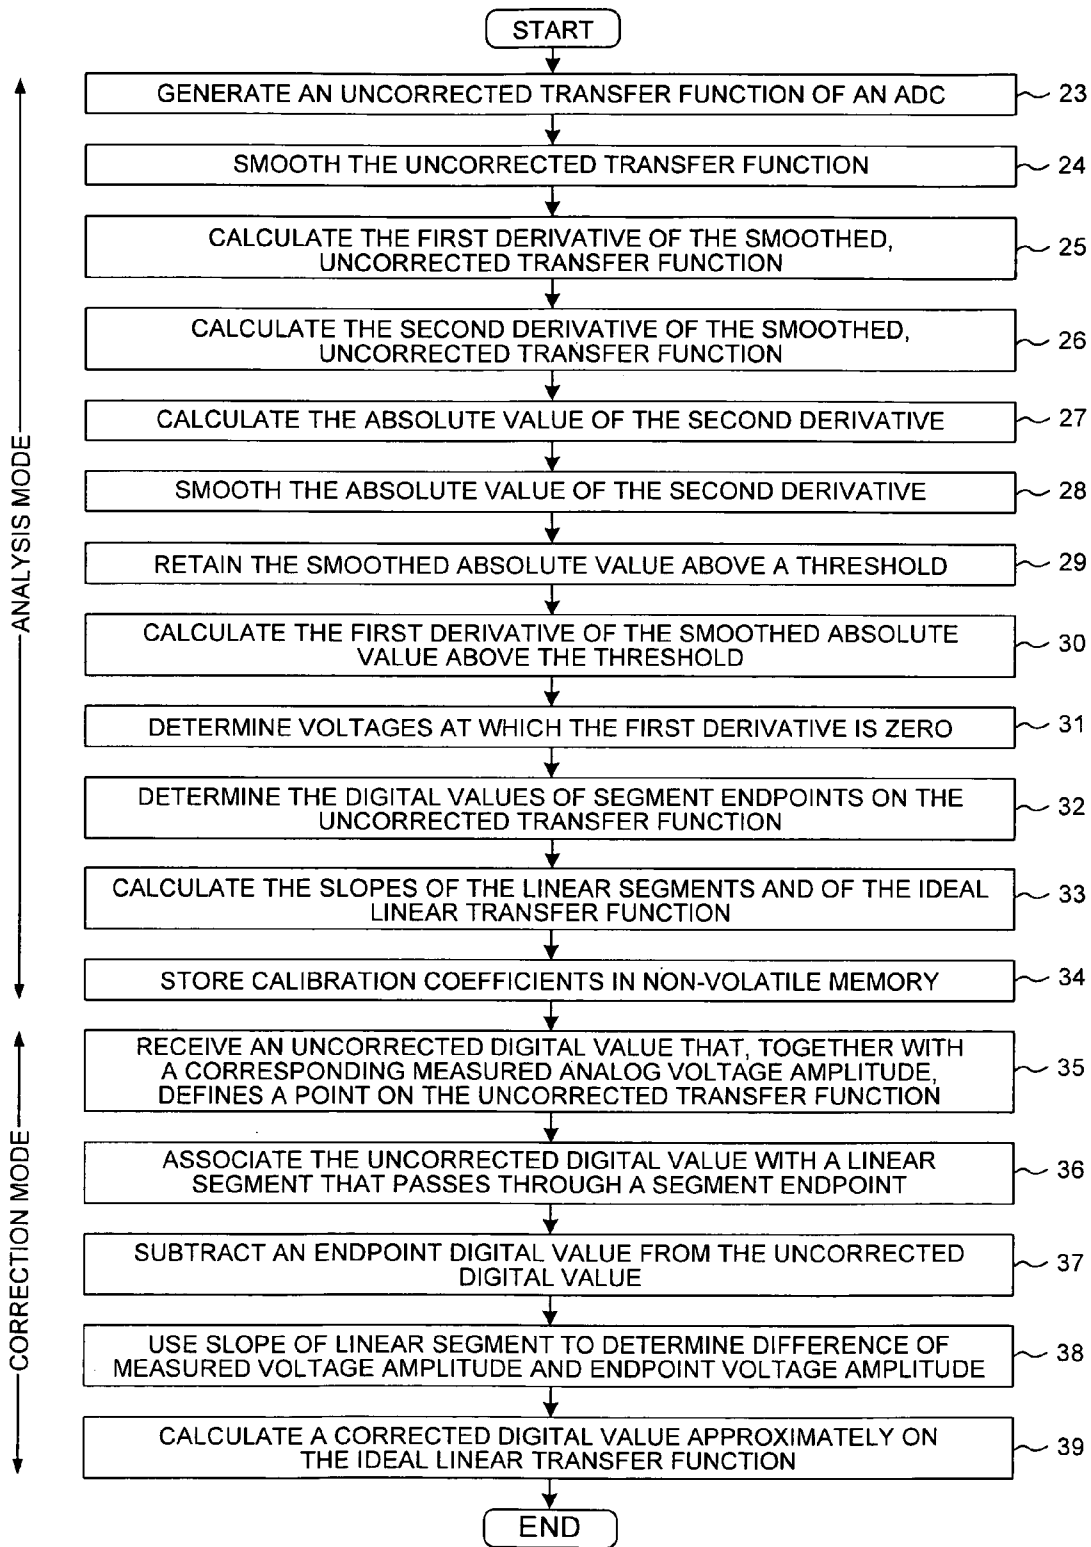 START
ANALYSIS MODE
GENERATE AN UNCORRECTED TRANSFER FUNCTION OF AN ADC
23
SMOOTH THE UNCORRECTED TRANSFER FUNCTION
24
CALCULATE THE FIRST DERIVATIVE OF THE SMOOTHED,
UNCORRECTED TRANSFER FUNCTION
25
CALCULATE THE SECOND DERIVATIVE OF THE SMOOTHED,
UNCORRECTED TRANSFER FUNCTION
26
CALCULATE THE ABSOLUTE VALUE OF THE SECOND DERIVATIVE
27
SMOOTH THE ABSOLUTE VALUE OF THE SECOND DERIVATIVE
28
RETAIN THE SMOOTHED ABSOLUTE VALUE ABOVE A THRESHOLD
29
CALCULATE THE FIRST DERIVATIVE OF THE SMOOTHED ABSOLUTE
VALUE ABOVE THE THRESHOLD
30
DETERMINE VOLTAGES AT WHICH THE FIRST DERIVATIVE IS ZERO
31
DETERMINE THE DIGITAL VALUES OF SEGMENT ENDPOINTS ON THE
UNCORRECTED TRANSFER FUNCTION
32
CALCULATE THE SLOPES OF THE LINEAR SEGMENTS AND OF THE IDEAL
LINEAR TRANSFER FUNCTION
33
STORE CALIBRATION COEFFICIENTS IN NON-VOLATILE MEMORY
34
CORRECTION MODE
RECEIVE AN UNCORRECTED DIGITAL VALUE THAT, TOGETHER WITH
A CORRESPONDING MEASURED ANALOG VOLTAGE AMPLITUDE,
DEFINES A POINT ON THE UNCORRECTED TRANSFER FUNCTION
35
ASSOCIATE THE UNCORRECTED DIGITAL VALUE WITH A LINEAR
SEGMENT THAT PASSES THROUGH A SEGMENT ENDPOINT
36
SUBTRACT AN ENDPOINT DIGITAL VALUE FROM THE UNCORRECTED
DIGITAL VALUE
37
USE SLOPE OF LINEAR SEGMENT TO DETERMINE DIFFERENCE OF
MEASURED VOLTAGE AMPLITUDE AND ENDPOINT VOLTAGE AMPLITUDE
38
CALCULATE A CORRECTED DIGITAL VALUE APPROXIMATELY ON
THE IDEAL LINEAR TRANSFER FUNCTION
39
END